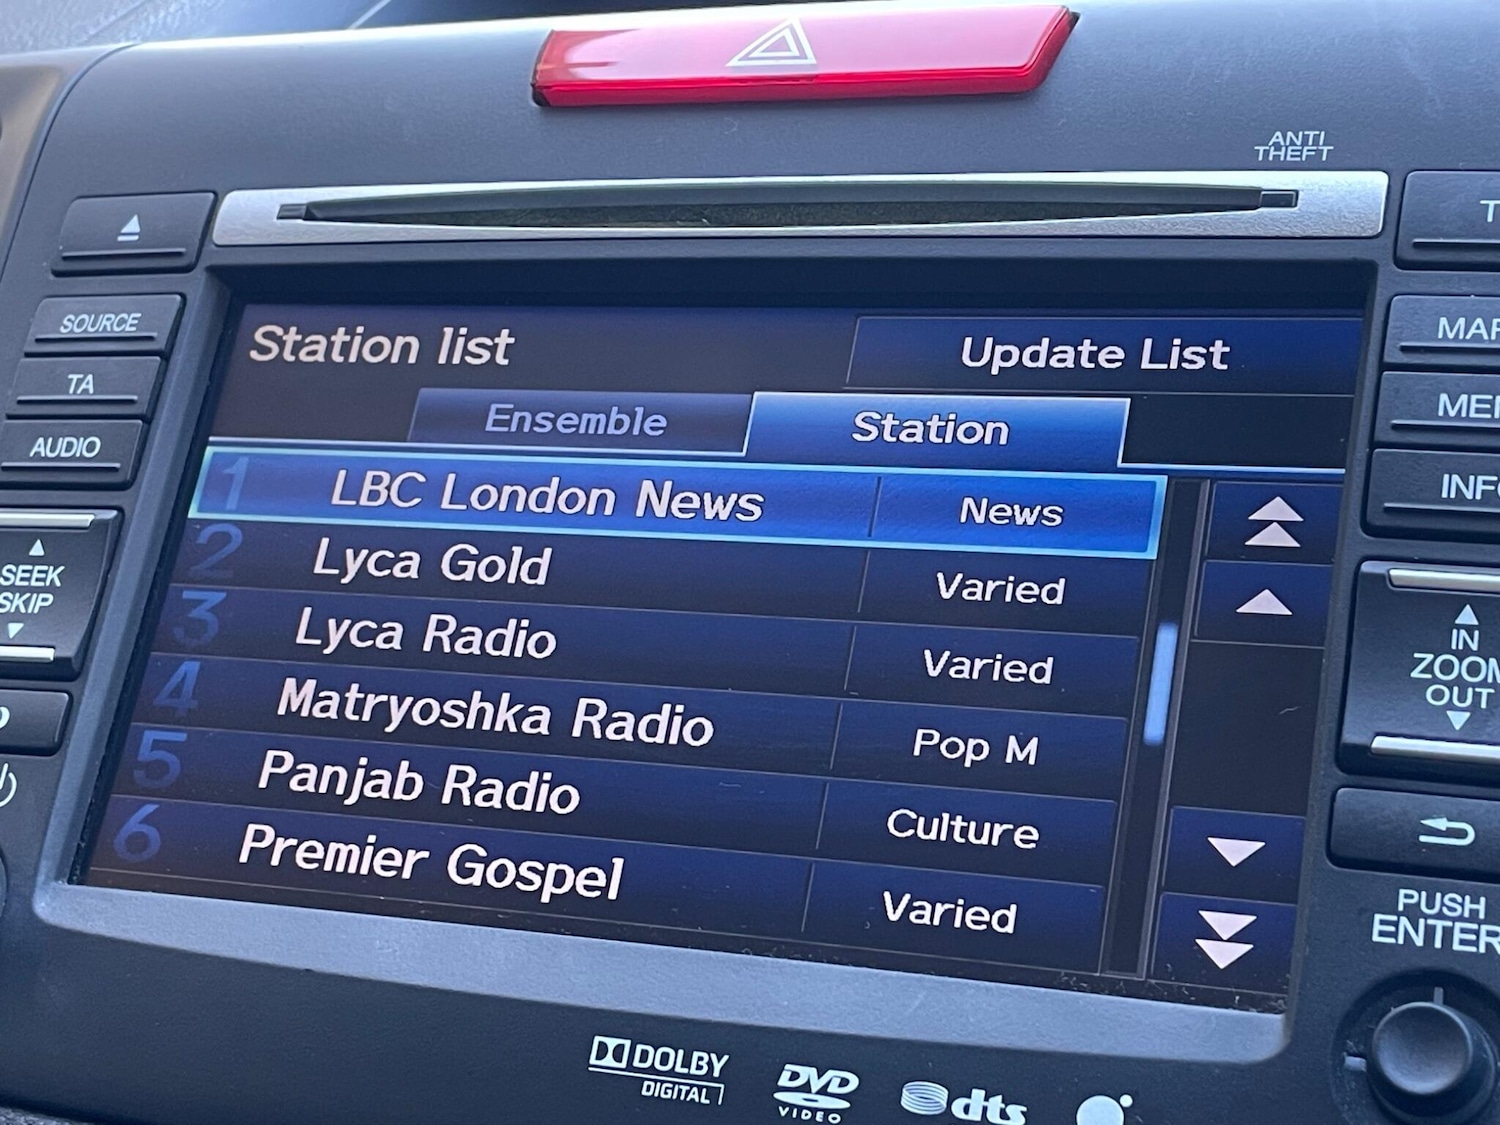 ANTI
THEFT
SOURCE
TA
AUDIO
SEEK
SKIP
Station list
Update List
Ensemble
Station
1 LBC London News News
2 Lyca Gold Varied
3 Lyca Radio Varied
4 Matryoshka Radio Pop M
5 Panjab Radio Culture
6 Premier Gospel Varied
IN
ZOOM
OUT
PUSH
ENTER
DOLBY
DIGITAL
DVD
VIDEO
dts